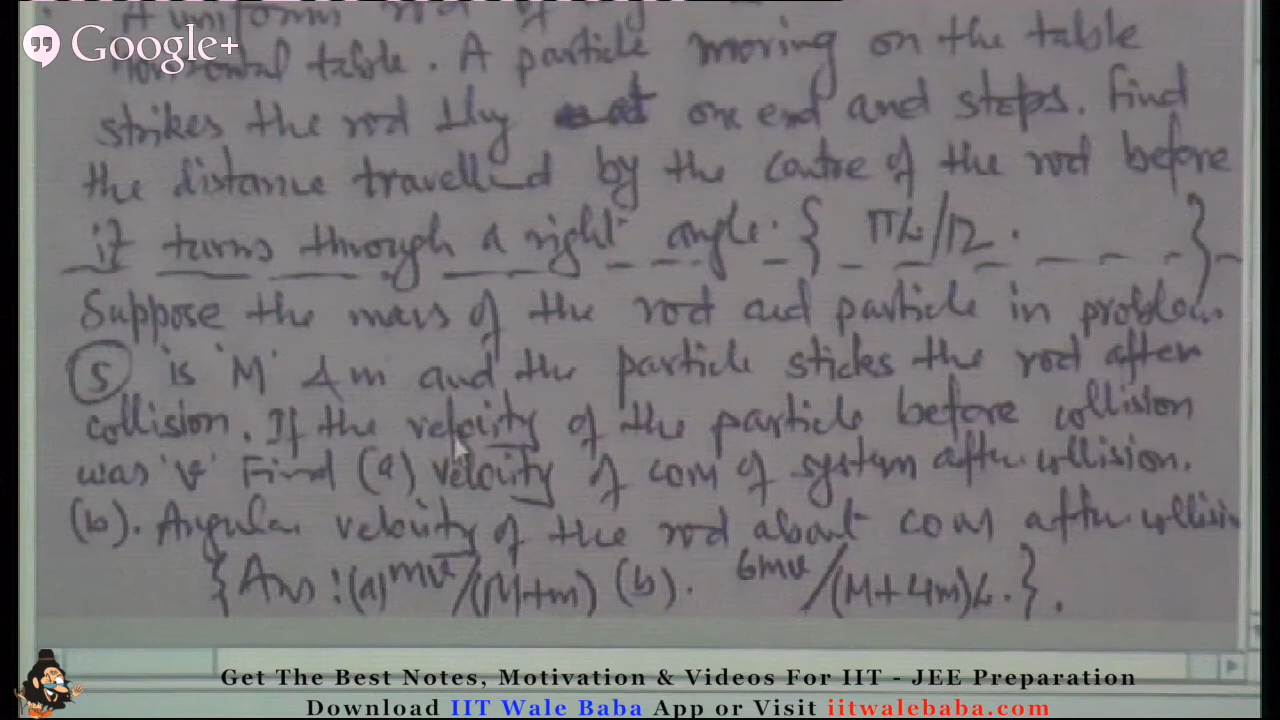 A uniform rod of
Google+
horizontal table. A particle moving on the table
strikes the rod tlly at one end and stops. Find
the distance travelled by the centre of the rod before
it turns through a right angle. { πL/12. }
Suppose the mass of the rod and particle in problem
(5) is 'M' & m and the particle sticks the rod after
collision. If the velocity of the particle before collision
was 'v' Find (a) velocity of com of system after collision.
(b). Angular velocity of the rod about com after collision
{Ans :(a) mv/(M+m) (b). 6mv/(M+4m)L.}.
Get The Best Notes, Motivation & Videos For IIT - JEE Preparation
Download IIT Wale Baba App or Visit iitwalebaba.com